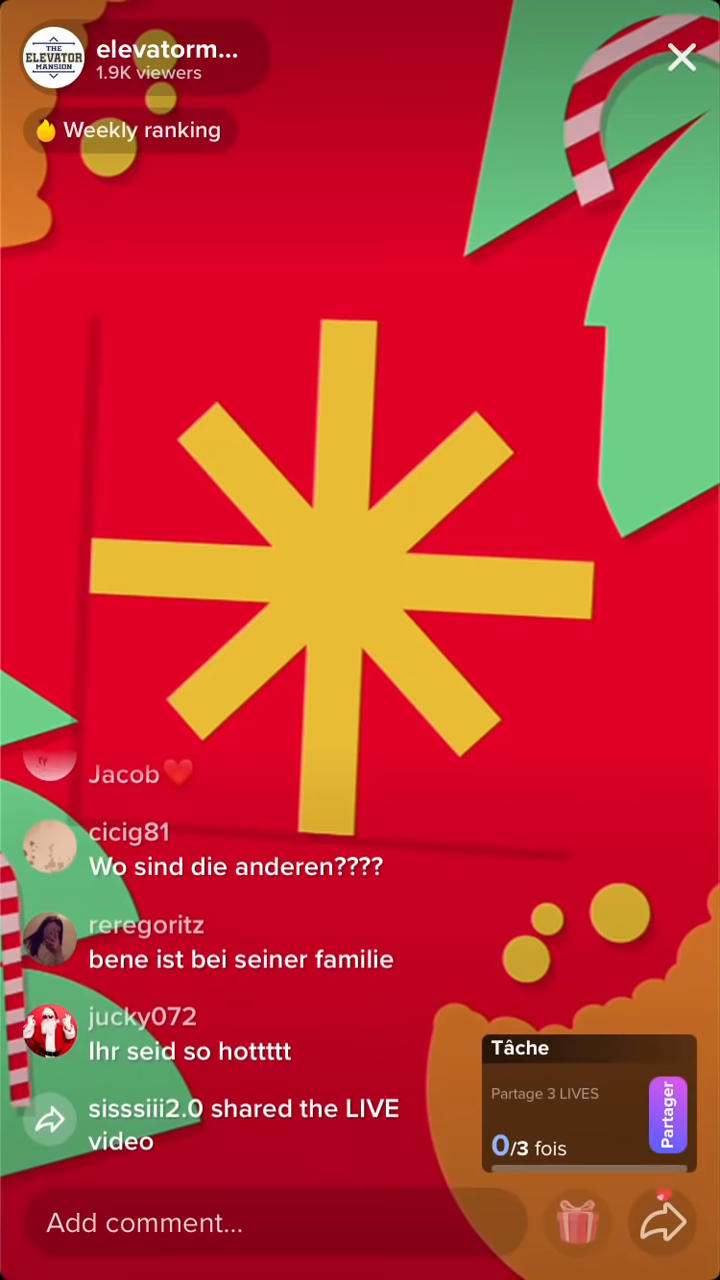 THE
ELEVATOR
MANSION
elevatorm...
1.9K viewers
Weekly ranking
Jacob❤️
cicig81
Wo sind die anderen????
reregoritz
bene ist bei seiner familie
jucky072
Ihr seid so hottttt
sisssiii2.0 shared the LIVE
video
Tâche
Partage 3 LIVES
Partager
0/3 fois
Add comment...